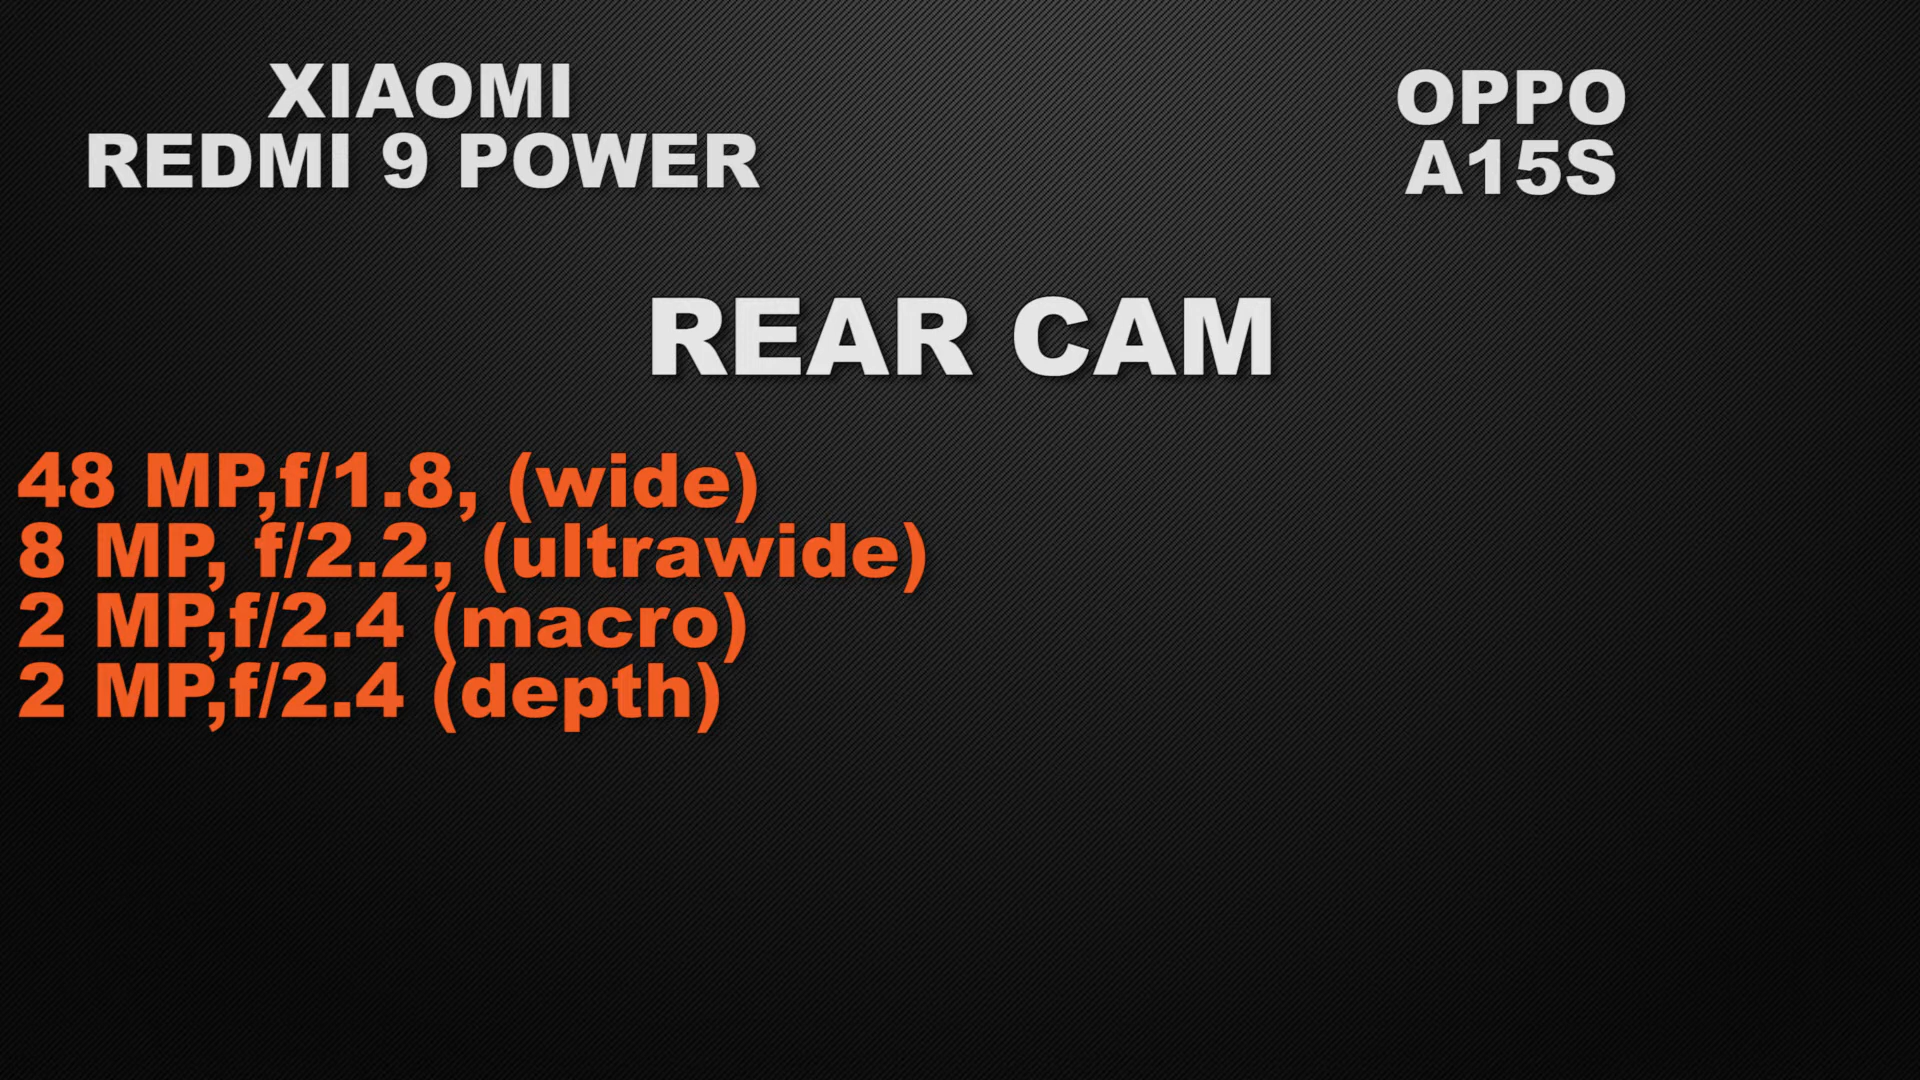 XIAOMI
REDMI 9 POWER
OPPO
A15S
REAR CAM
48 MP,f/1.8, (wide)
8 MP, f/2.2, (ultrawide)
2 MP,f/2.4 (macro)
2 MP,f/2.4 (depth)